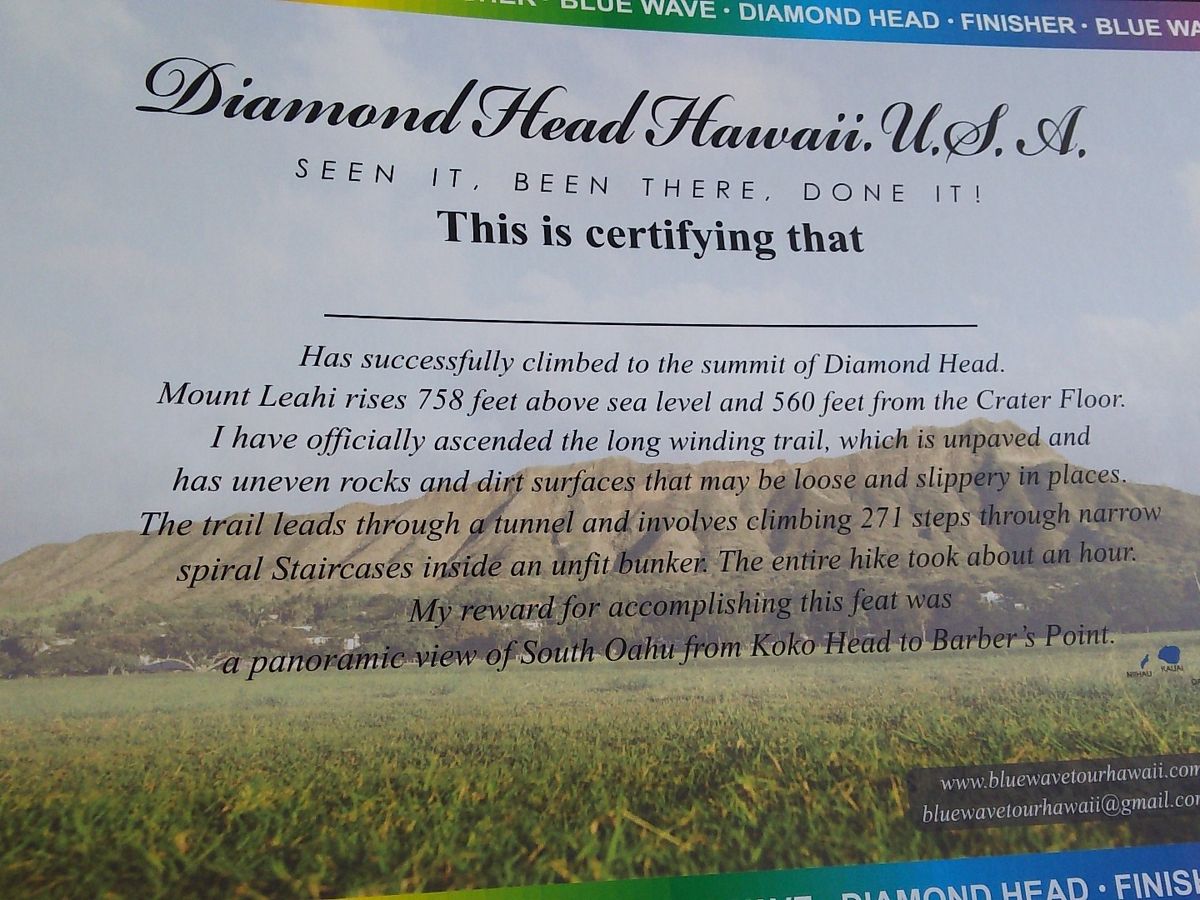 BLUE WAVE · DIAMOND HEAD · FINISHER · BLUE
Diamond Head Hawaii. U.S. A.
SEEN IT, BEEN THERE, DONE IT!
This is certifying that
Has successfully climbed to the summit of Diamond Head.
Mount Leahi rises 758 feet above sea level and 560 feet from the Crater Floor.
I have officially ascended the long winding trail, which is unpaved and
has uneven rocks and dirt surfaces that may be loose and slippery in places.
The trail leads through a tunnel and involves climbing 271 steps through narrow
spiral Staircases inside an unfit bunker. The entire hike took about an hour.
My reward for accomplishing this feat was
a panoramic view of South Oahu from Koko Head to Barber's Point.
NIIHAU KAUAI
www.bluewavetourhawaii.com
bluewavetourhawaii@gmail.com
DIAMOND HEAD ·